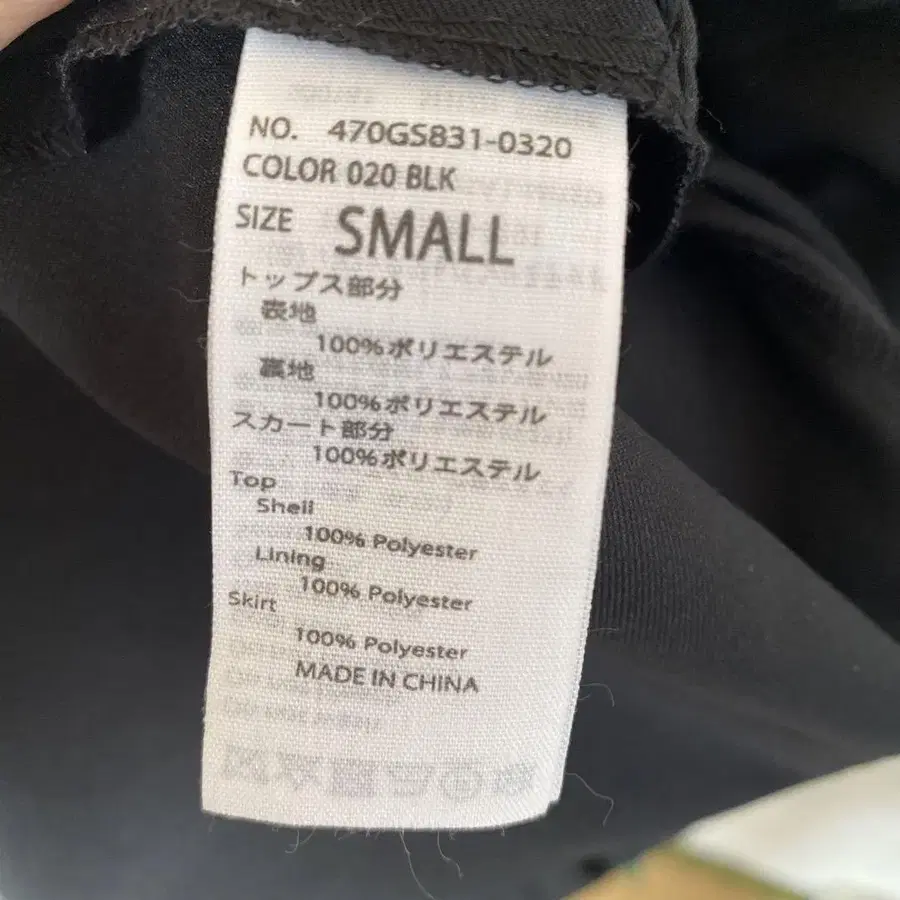 NO. 470GS831-0320
COLOR 020 BLK
SIZE SMALL
トップス部分
表地
100%ポリエステル
裏地
100%ポリエステル
スカート部分
100%ポリエステル
Top
Shell
100% Polyester
Lining
100% Polyester
Skirt
100% Polyester
MADE IN CHINA